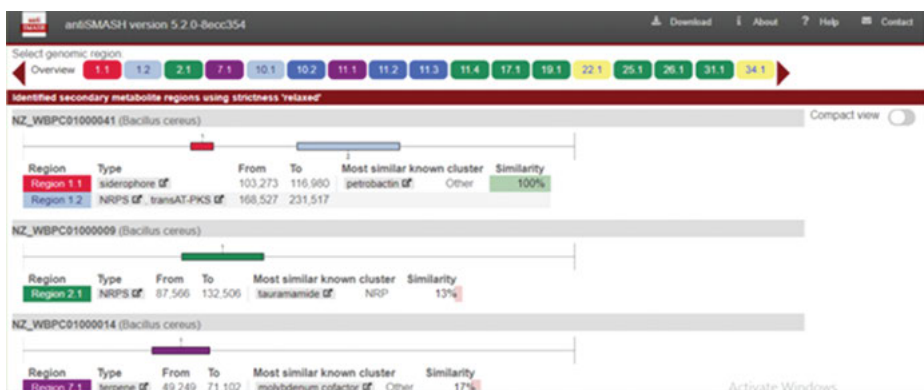 anti SMASH antiSMASH version 5.2.0-8ecc354 Download About Help Contact
Select genomic region:
Overview 1.1 1.2 2.1 7.1 10.1 10.2 11.1 11.2 11.3 11.4 17.1 19.1 22.1 25.1 26.1 31.1 34.1
Identified secondary metabolite regions using strictness 'relaxed'
NZ_WBPC01000041 (Bacillus cereus) Compact view
1
2
Region Type From To Most similar known cluster Similarity
Region 1.1 siderophore 103,273 116,980 petrobactin Other 100%
Region 1.2 NRPS , transAT-PKS 168,527 231,517
NZ_WBPC01000009 (Bacillus cereus)
1
Region Type From To Most similar known cluster Similarity
Region 2.1 NRPS 87,566 132,506 tauramamide NRP 13%
NZ_WBPC01000014 (Bacillus cereus)
1
Region Type From To Most similar known cluster Similarity
Region 7.1 terpene 49,249 71,102 molybdenum cofactor Other 17%
Activate Windows